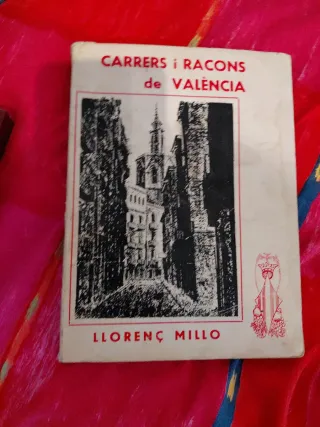 CARRERS i RACONS
de VALÈNCIA
LLORENÇ MILLO